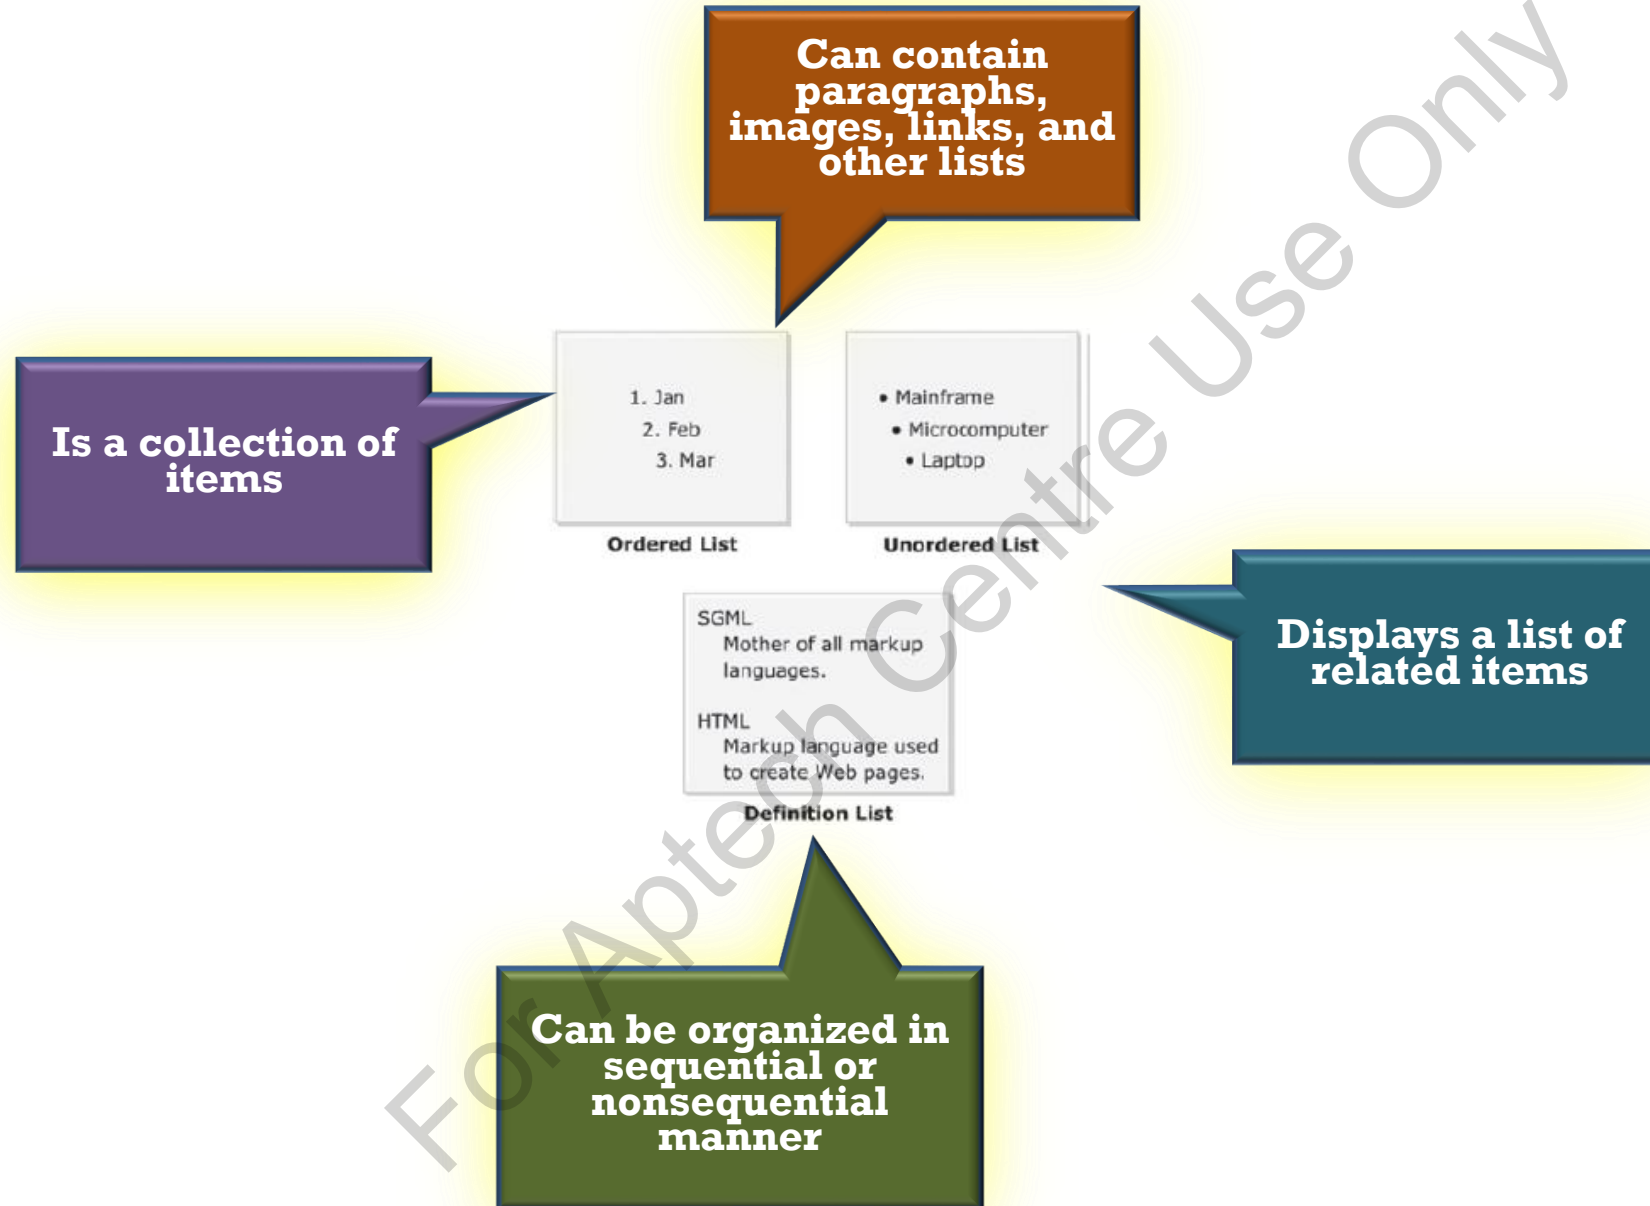 Can contain
paragraphs,
images, links, and
other lists
Is a collection of
items
1. Jan
2. Feb
3. Mar
Ordered List
• Mainframe
• Microcomputer
• Laptop
Unordered List
Displays a list of
related items
SGML
Mother of all markup
languages.
HTML
Markup language used
to create Web pages.
Definition List
Can be organized in
sequential or
nonsequential
manner
For Aptech Centre Use Only